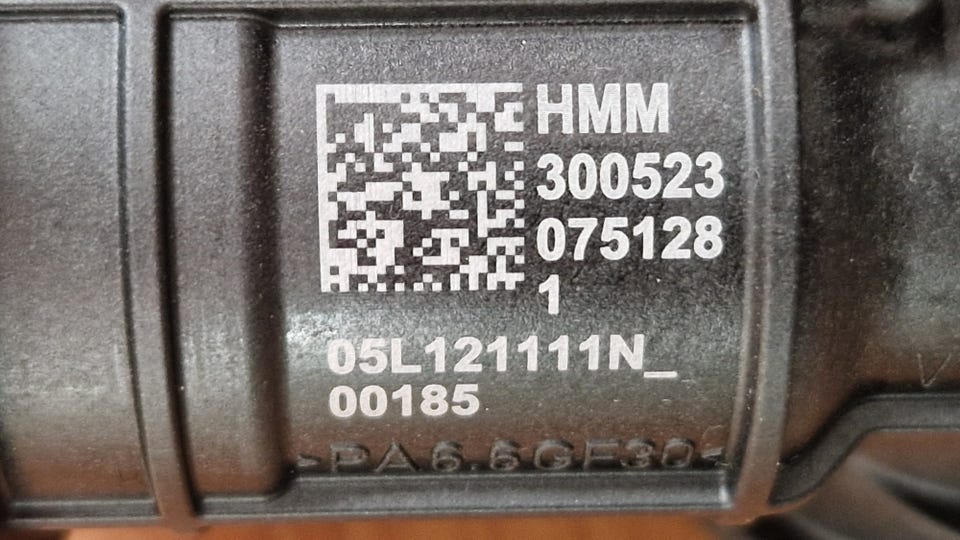 HMM
300523
075128
1
05L121111N_
00185
>PA6.6GF30<